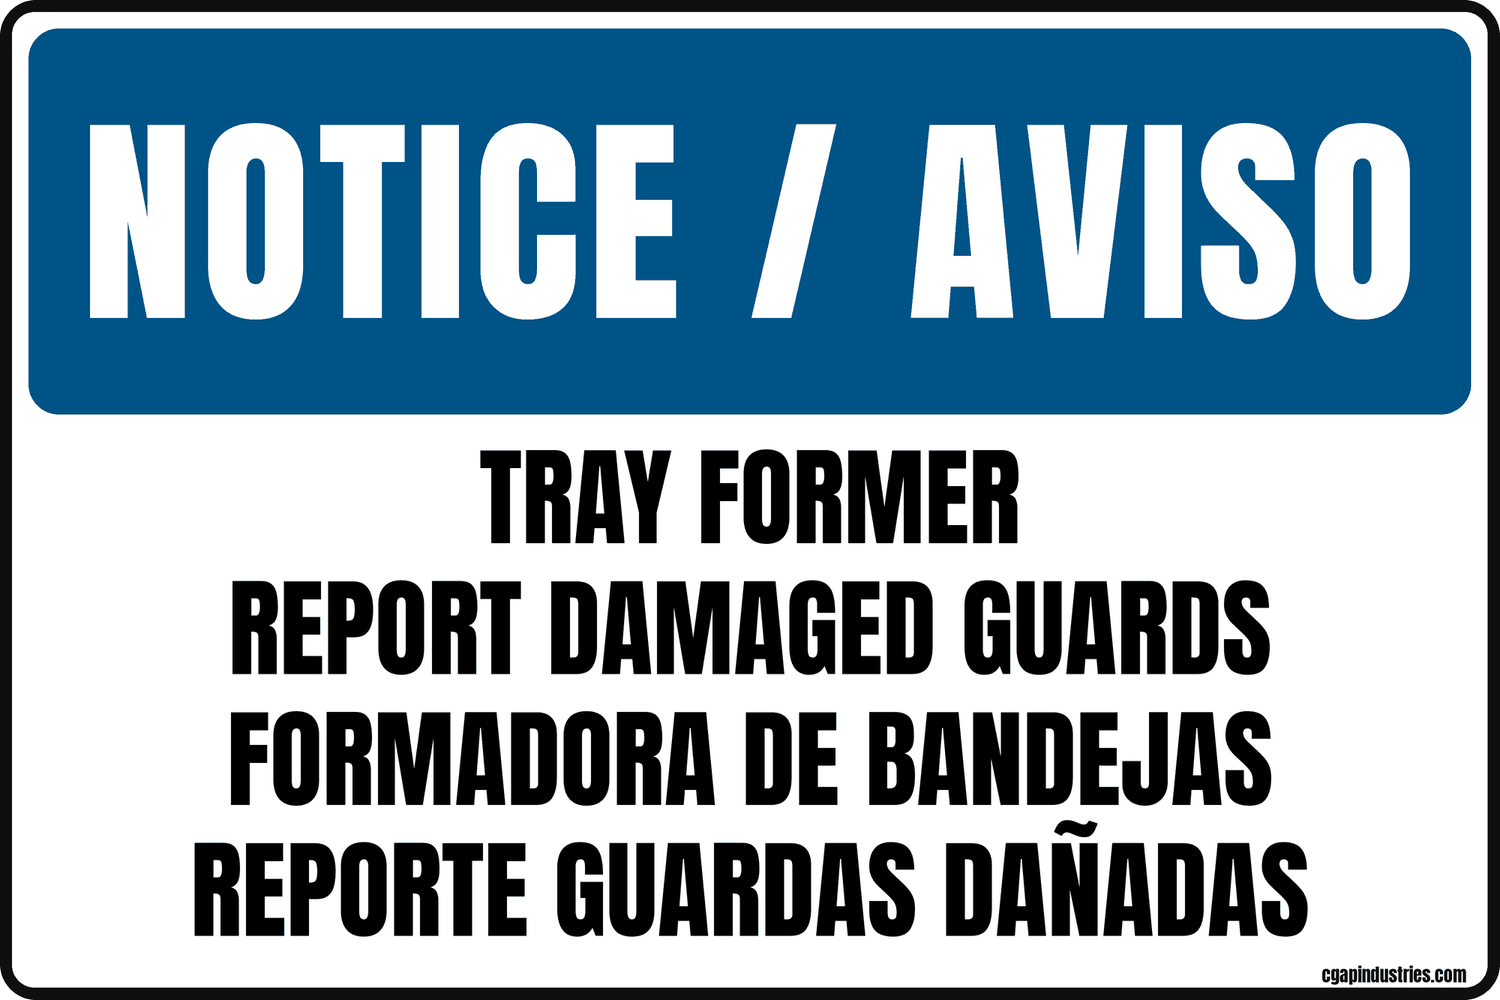 NOTICE / AVISO
TRAY FORMER
REPORT DAMAGED GUARDS
FORMADORA DE BANDEJAS
REPORTE GUARDAS DAÑADAS
cgapindustries.com